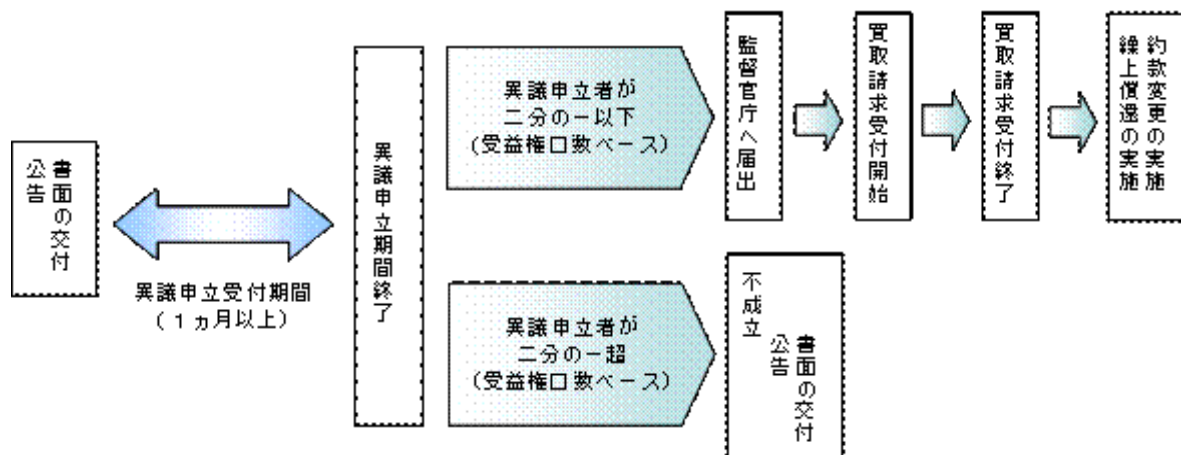 公告
書面の交付
異議申立受付期間
（１ヵ月以上）
異議申立期間終了
異議申立者が
二分の一以下
（受益権口数ベース）
監督官庁へ届出
買取請求受付開始
買取請求受付終了
約款変更の実施
繰上償還の実施
異議申立者が
二分の一超
（受益権口数ベース）
不成立
公告
書面の交付